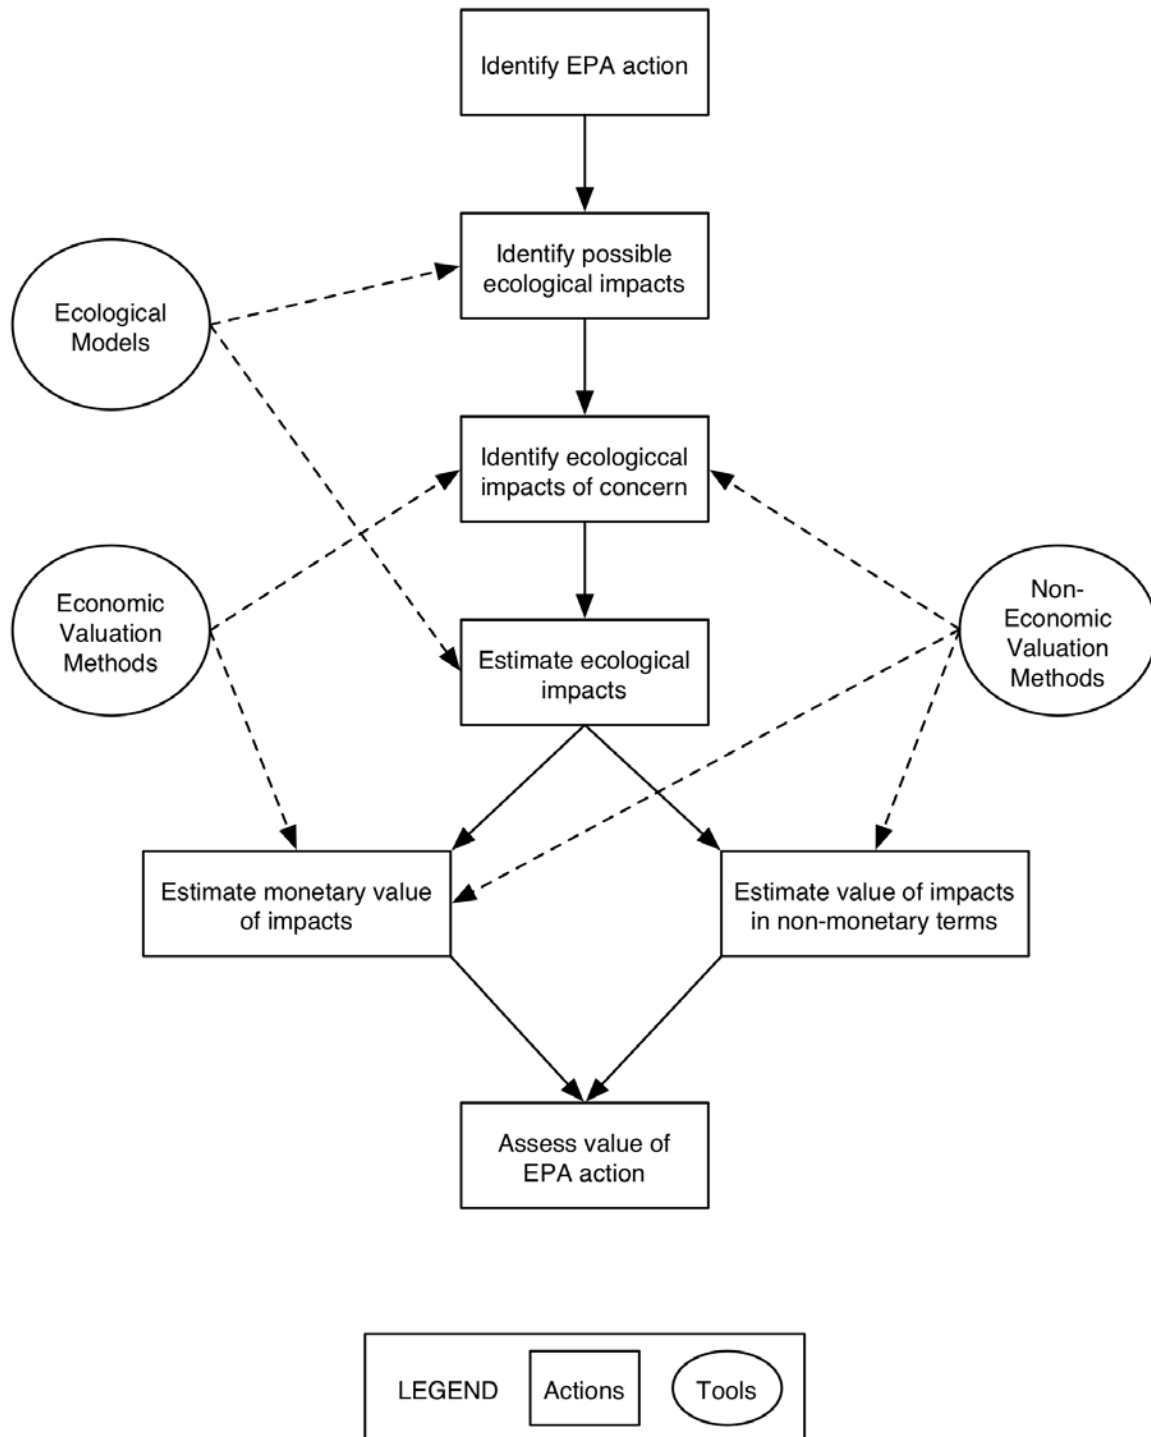 Identify EPA action
Identify possible
ecological impacts
Ecological
Models
Identify ecologiccal
impacts of concern
Economic
Valuation
Methods
Non-
Economic
Valuation
Methods
Estimate ecological
impacts
Estimate monetary value
of impacts
Estimate value of impacts
in non-monetary terms
Assess value of
EPA action
LEGEND
Actions
Tools